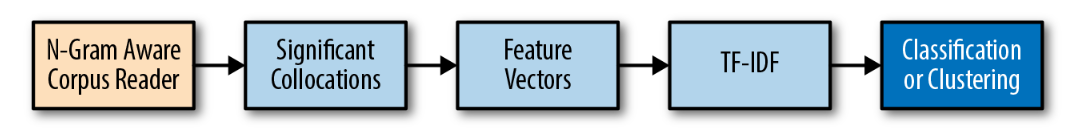 N-Gram Aware
Corpus Reader
Significant
Collocations
Feature
Vectors
TF-IDF
Classification
or Clustering